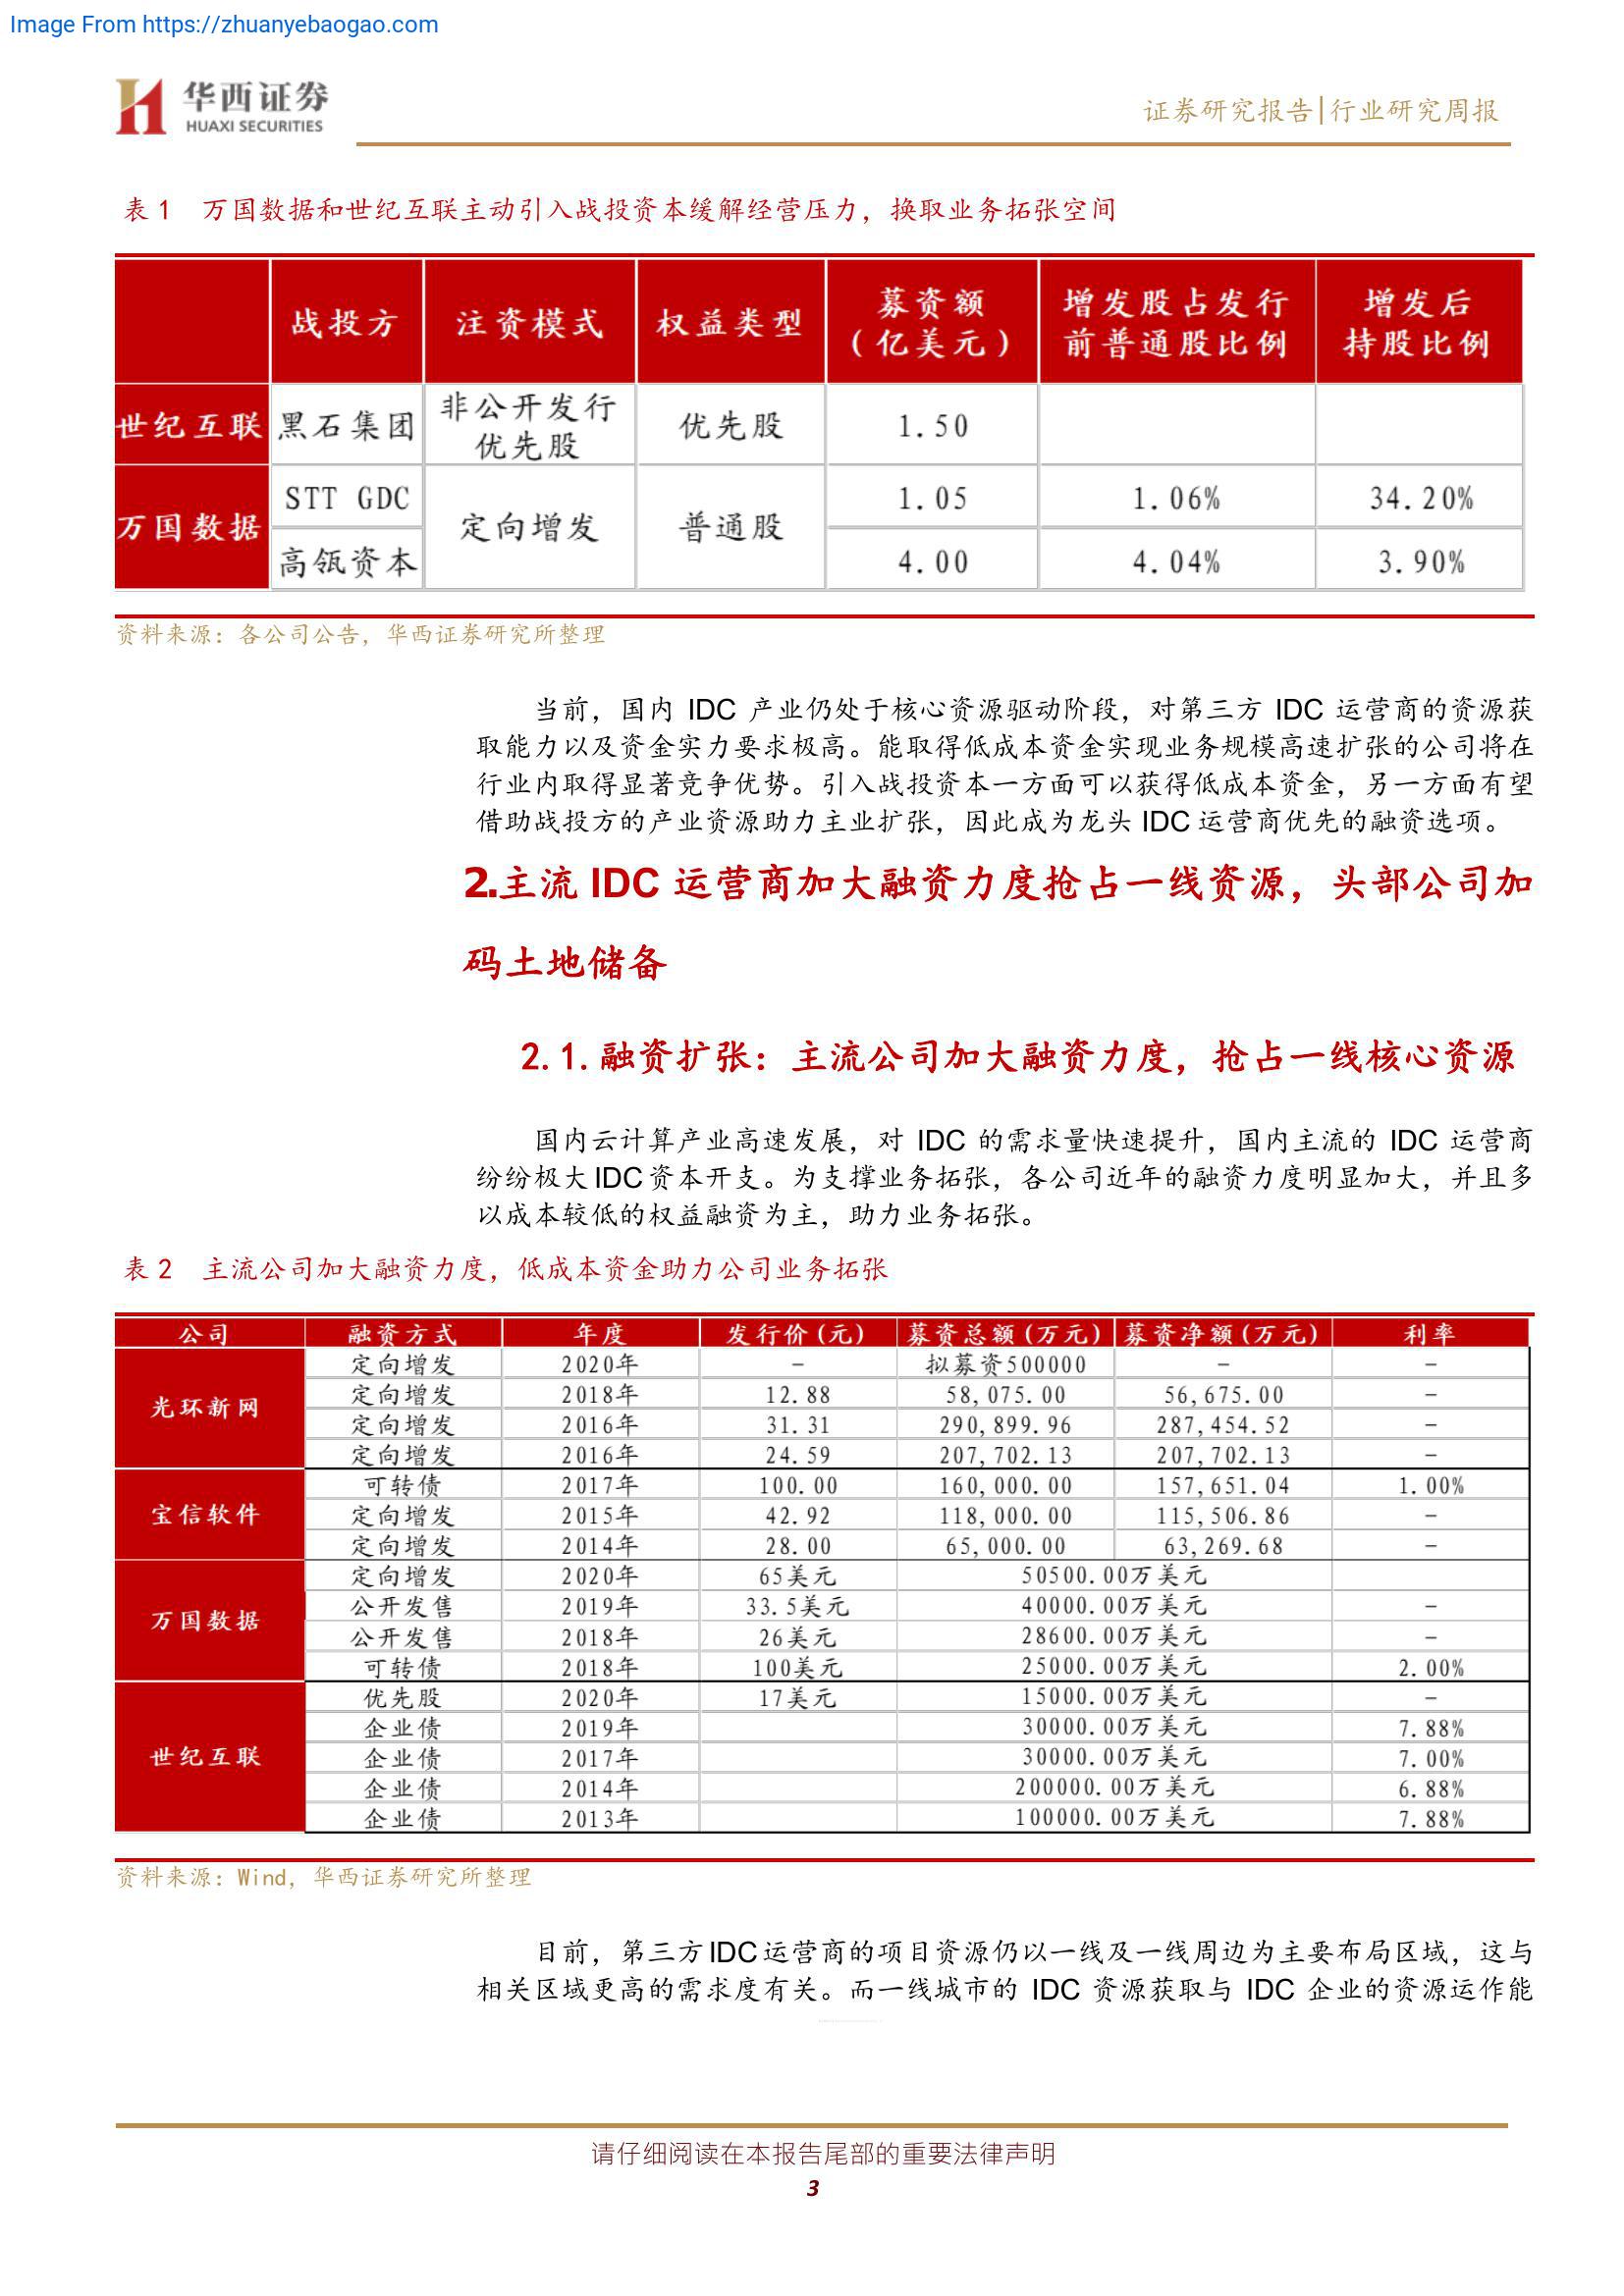 Image From https://zhuanyebaogao.com
华西证券
HUAXI SECURITIES
证券研究报告|行业研究周报
表 1 万国数据和世纪互联主动引入战投资本缓解经营压力，换取业务拓张空间
战投方 注资模式 权益类型 募资额（亿美元） 增发股占发行前普通股比例 增发后持股比例
世纪互联 黑石集团 非公开发行优先股 优先股 1.50
万国数据 STT GDC 定向增发 普通股 1.05 1.06% 34.20%
高瓴资本 4.00 4.04% 3.90%
资料来源：各公司公告，华西证券研究所整理
当前，国内 IDC 产业仍处于核心资源驱动阶段，对第三方 IDC 运营商的资源获
取能力以及资金实力要求极高。能取得低成本资金实现业务规模高速扩张的公司将在
行业内取得显著竞争优势。引入战投资本一方面可以获得低成本资金，另一方面有望
借助战投方的产业资源助力主业扩张，因此成为龙头 IDC 运营商优先的融资选项。
2.主流 IDC 运营商加大融资力度抢占一线资源，头部公司加
码土地储备
2.1.融资扩张：主流公司加大融资力度，抢占一线核心资源
国内云计算产业高速发展，对 IDC 的需求量快速提升，国内主流的 IDC 运营商
纷纷极大 IDC 资本开支。为支撑业务拓张，各公司近年的融资力度明显加大，并且多
以成本较低的权益融资为主，助力业务拓张。
表 2 主流公司加大融资力度，低成本资金助力公司业务拓张
公司 融资方式 年度 发行价(元) 募资总额(万元) 募资净额(万元) 利率
光环新网 定向增发 2020年 - 拟募资500000 - -
定向增发 2018年 12.88 58,075.00 56,675.00 -
定向增发 2016年 31.31 290,899.96 287,454.52 -
定向增发 2016年 24.59 207,702.13 207,702.13 -
宝信软件 可转债 2017年 100.00 160,000.00 157,651.04 1.00%
定向增发 2015年 42.92 118,000.00 115,506.86 -
定向增发 2014年 28.00 65,000.00 63,269.68 -
万国数据 定向增发 2020年 65美元 50500.00万美元
公开发售 2019年 33.5美元 40000.00万美元 -
公开发售 2018年 26美元 28600.00万美元 -
可转债 2018年 100美元 25000.00万美元 2.00%
世纪互联 优先股 2020年 17美元 15000.00万美元 -
企业债 2019年 30000.00万美元 7.88%
企业债 2017年 30000.00万美元 7.00%
企业债 2014年 200000.00万美元 6.88%
企业债 2013年 100000.00万美元 7.88%
资料来源：Wind，华西证券研究所整理
目前，第三方 IDC 运营商的项目资源仍以一线及一线周边为主要布局区域，这与
相关区域更高的需求度有关。而一线城市的 IDC 资源获取与 IDC 企业的资源运作能
请仔细阅读在本报告尾部的重要法律声明
3